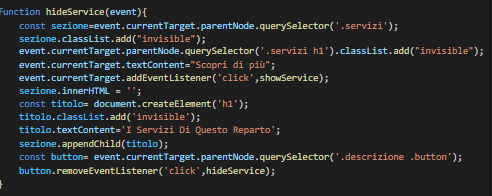 function hideService(event){
const sezione=event.currentTarget.parentNode.querySelector('.servizi');
sezione.classList.add("invisible");
event.currentTarget.parentNode.querySelector('.servizi h1').classList.add("invisible");
event.currentTarget.textContent="Scopri di più";
event.currentTarget.addEventListener('click',showService);
sezione.innerHTML = '';
const titolo= document.createElement('h1');
titolo.classList.add('invisible');
titolo.textContent='I Servizi Di Questo Reparto';
sezione.appendChild(titolo);
const button= event.currentTarget.parentNode.querySelector('.descrizione .button');
button.removeEventListener('click',hideService);
}